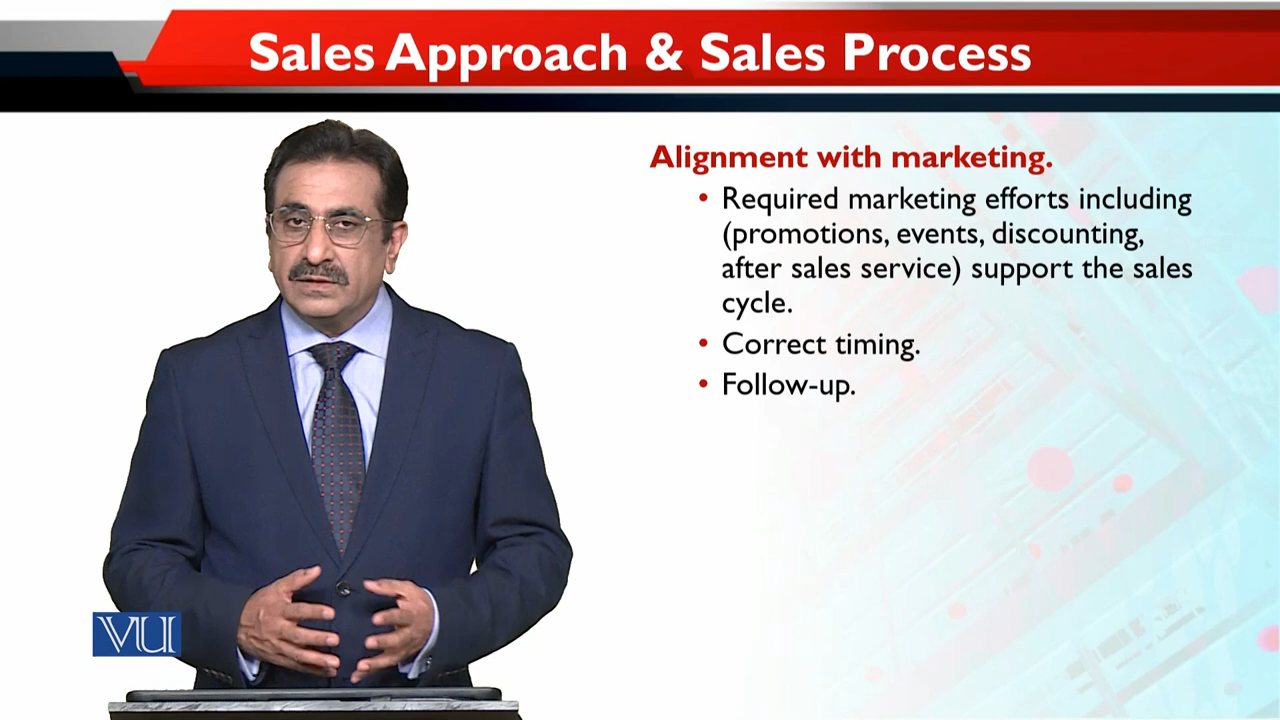 Sales Approach & Sales Process
Alignment with marketing.
• Required marketing efforts including
(promotions, events, discounting,
after sales service) support the sales
cycle.
• Correct timing.
• Follow-up.
VU